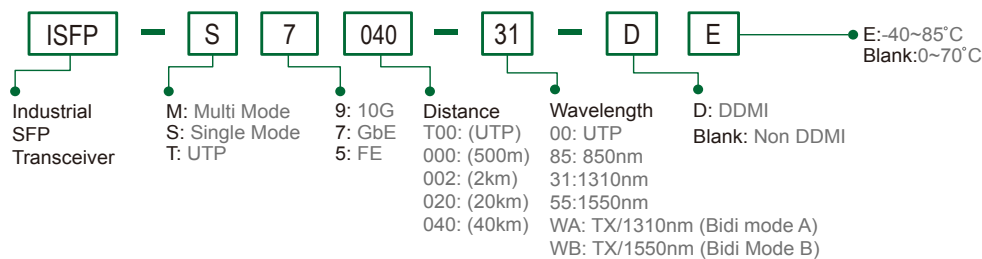 ISFP – S 7 040 – 31 – D E
E:-40~85˚C
Blank:0~70˚C
Industrial
SFP
Transceiver
M: Multi Mode
S: Single Mode
T: UTP
9: 10G
7: GbE
5: FE
Distance
T00: (UTP)
000: (500m)
002: (2km)
020: (20km)
040: (40km)
Wavelength
00: UTP
85: 850nm
31:1310nm
55:1550nm
WA: TX/1310nm (Bidi mode A)
WB: TX/1550nm (Bidi Mode B)
D: DDMI
Blank: Non DDMI